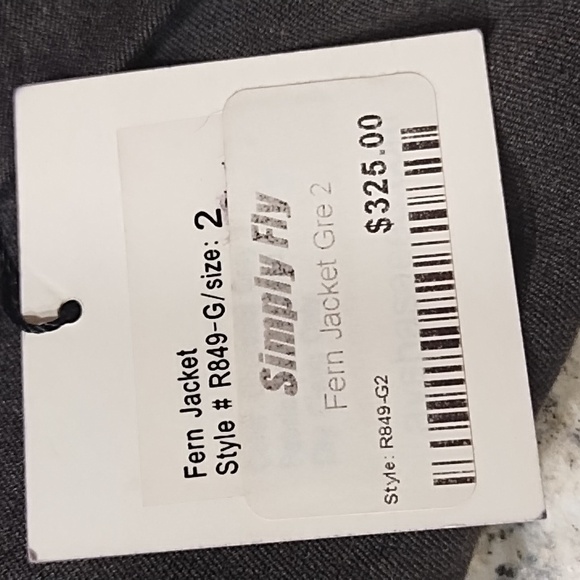 Fern Jacket
Style # R849-G/size: 2
Simply Fly
Fern Jacket Gre 2
$325.00
Style: R849-G2